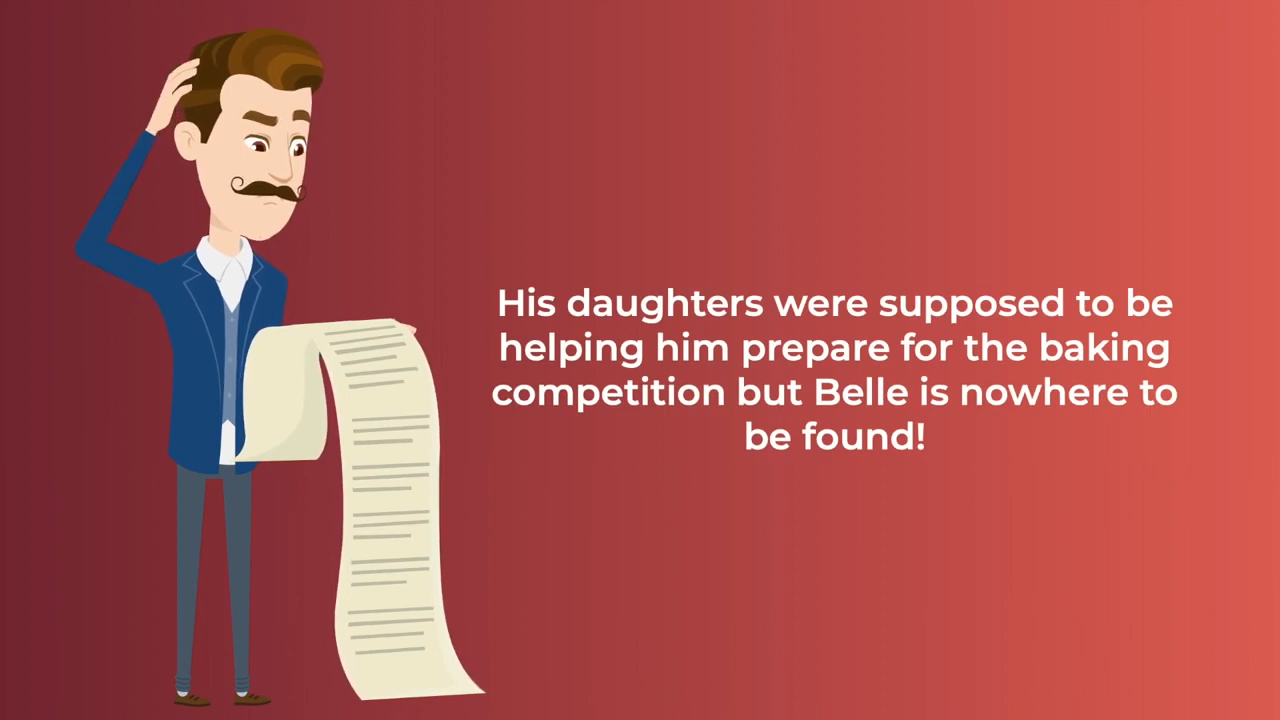 His daughters were supposed to be
helping him prepare for the baking
competition but Belle is nowhere to
be found!